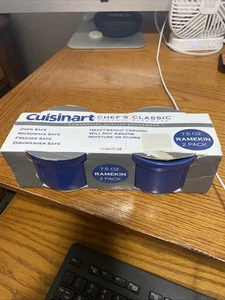 Cuisinart CHEF'S CLASSIC™
OVEN SAFE
MICROWAVE SAFE
FREEZER SAFE
DISHWASHER SAFE
HEAVYWEIGHT CERAMIC
WILL NOT ABSORB
MOISTURE OR ODORS
7.5 OZ.
RAMEKIN
2 PACK
7.5 OZ.
RAMEKIN
2 PACK